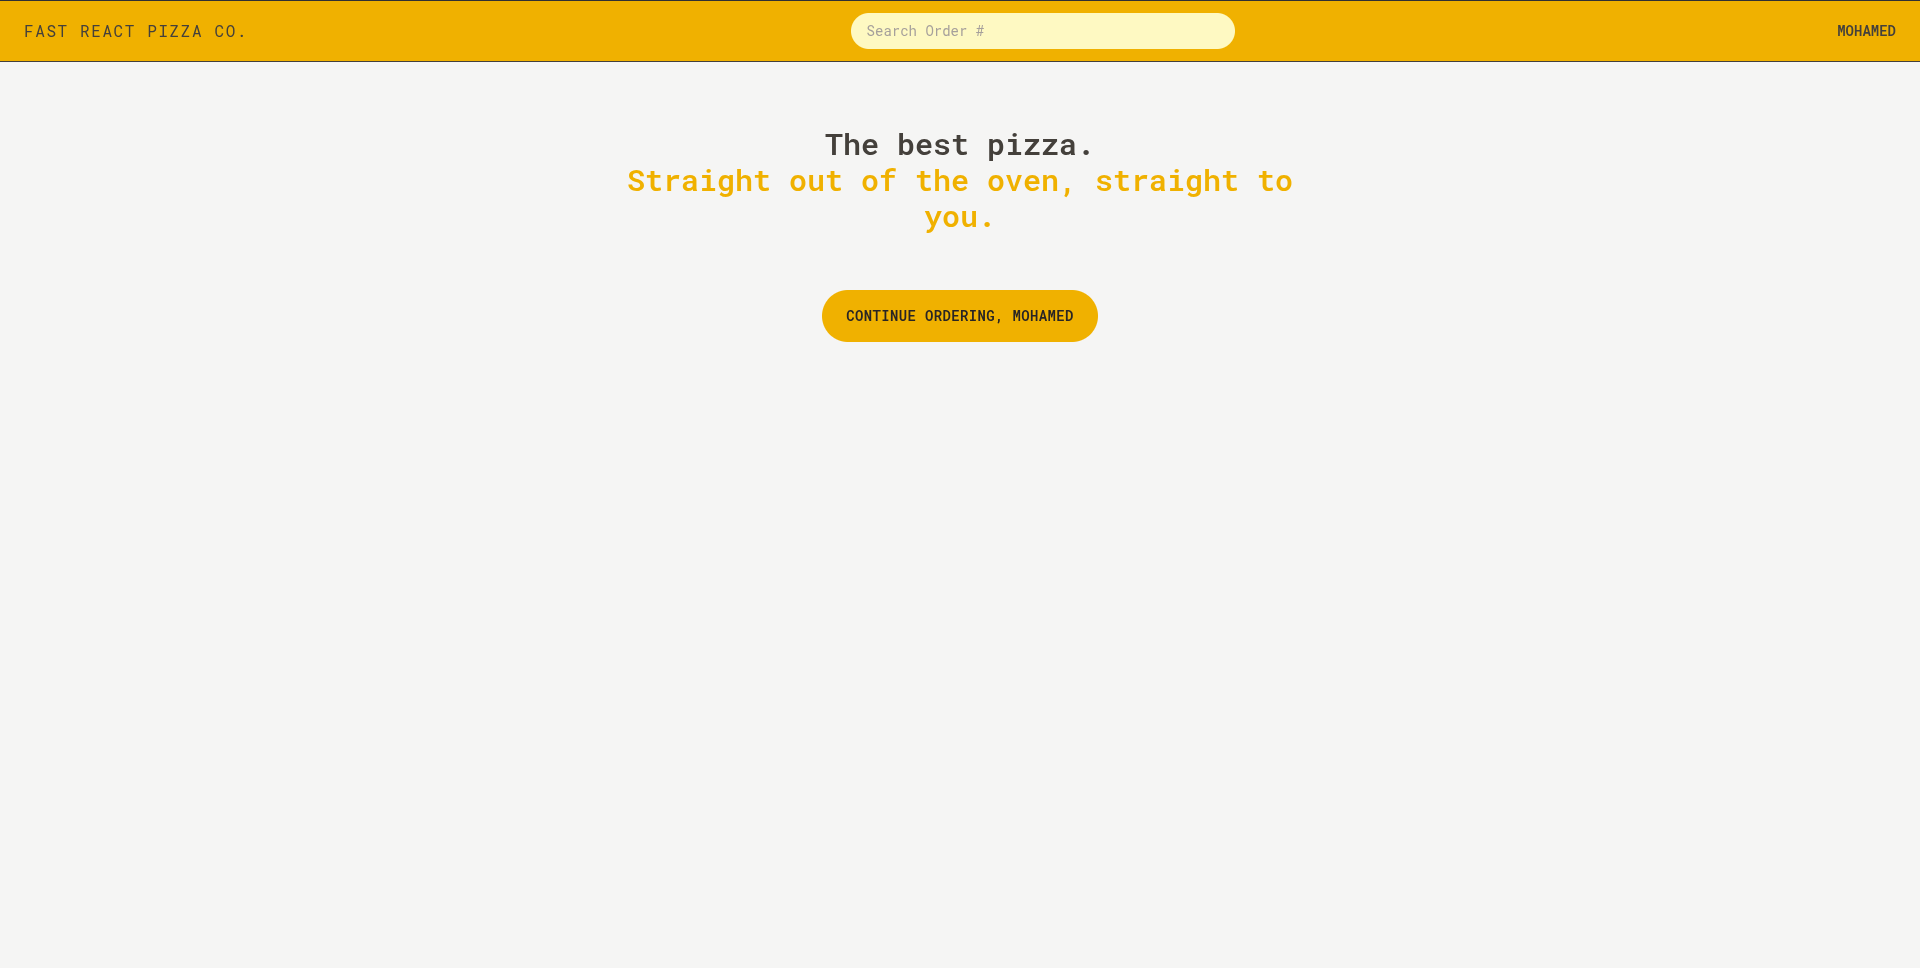 FAST REACT PIZZA CO.
Search Order #
MOHAMED
The best pizza.
Straight out of the oven, straight to
you.
CONTINUE ORDERING, MOHAMED